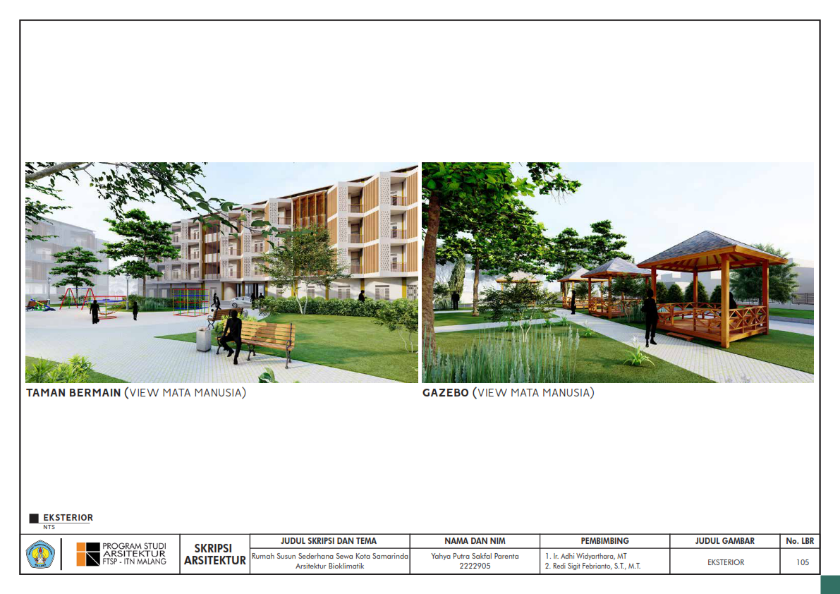 TAMAN BERMAIN (VIEW MATA MANUSIA)
GAZEBO (VIEW MATA MANUSIA)
EKSTERIOR
NTS
PROGRAM STUDI
ARSITEKTUR
FTSP - ITN MALANG
SKRIPSI
ARSITEKTUR
JUDUL SKRIPSI DAN TEMA
Rumah Susun Sederhana Sewa Kota Samarinda
Arsitektur Bioklimatik
NAMA DAN NIM
Yahya Putra Sakfal Parenta
2222905
PEMBIMBING
1. Ir. Adhi Widyarthara, MT
2. Redi Sigit Febrianto, S.T., M.T.
JUDUL GAMBAR
EKSTERIOR
No. LBR
105